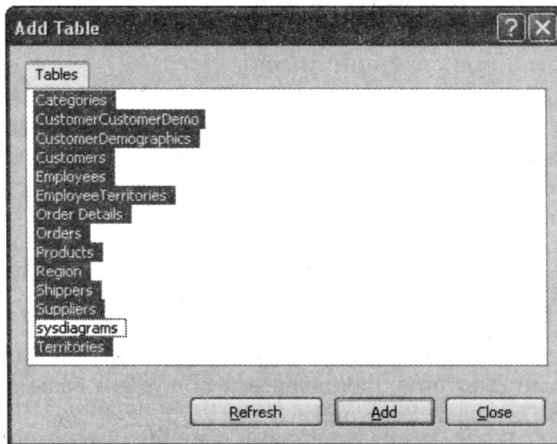 Add Table
Tables
Categories
CustomerCustomerDemo
CustomerDemographics
Customers
Employees
EmployeeTerritories
Order Details
Orders
Products
Region
Shippers
Suppliers
sysdiagrams
Territories
Refresh Add Close